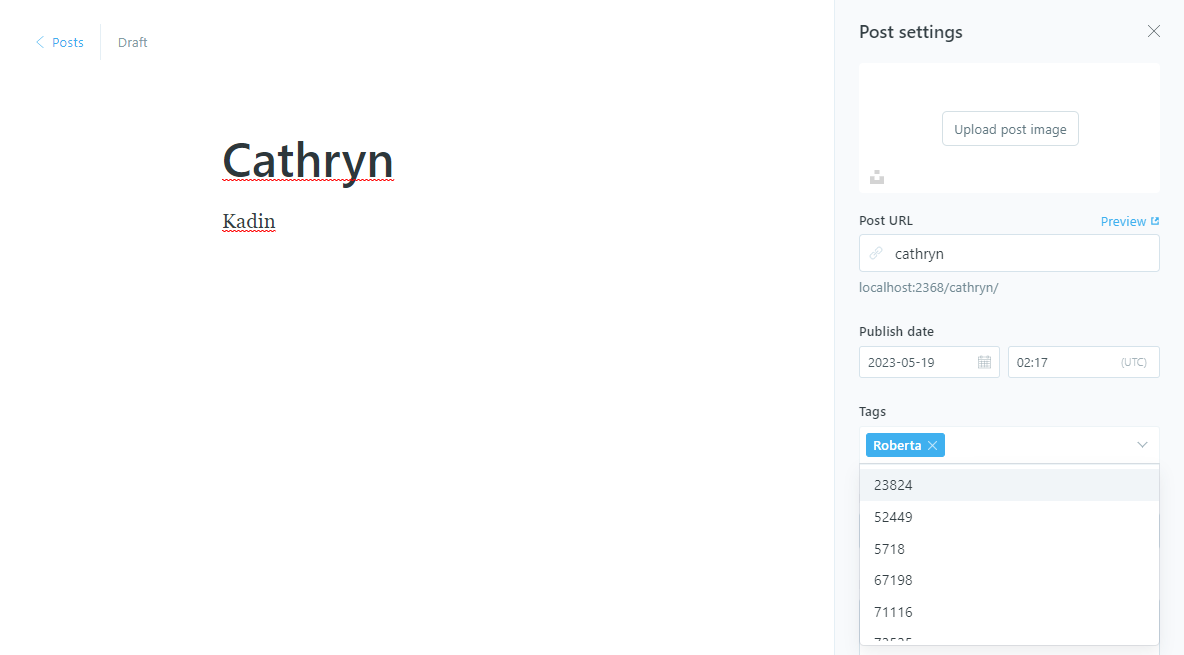 Posts
Draft
Cathryn
Kadin
Post settings
Upload post image
Post URL
Preview
cathryn
localhost:2368/cathryn/
Publish date
2023-05-19
02:17
(UTC)
Tags
Roberta
23824
52449
5718
67198
71116